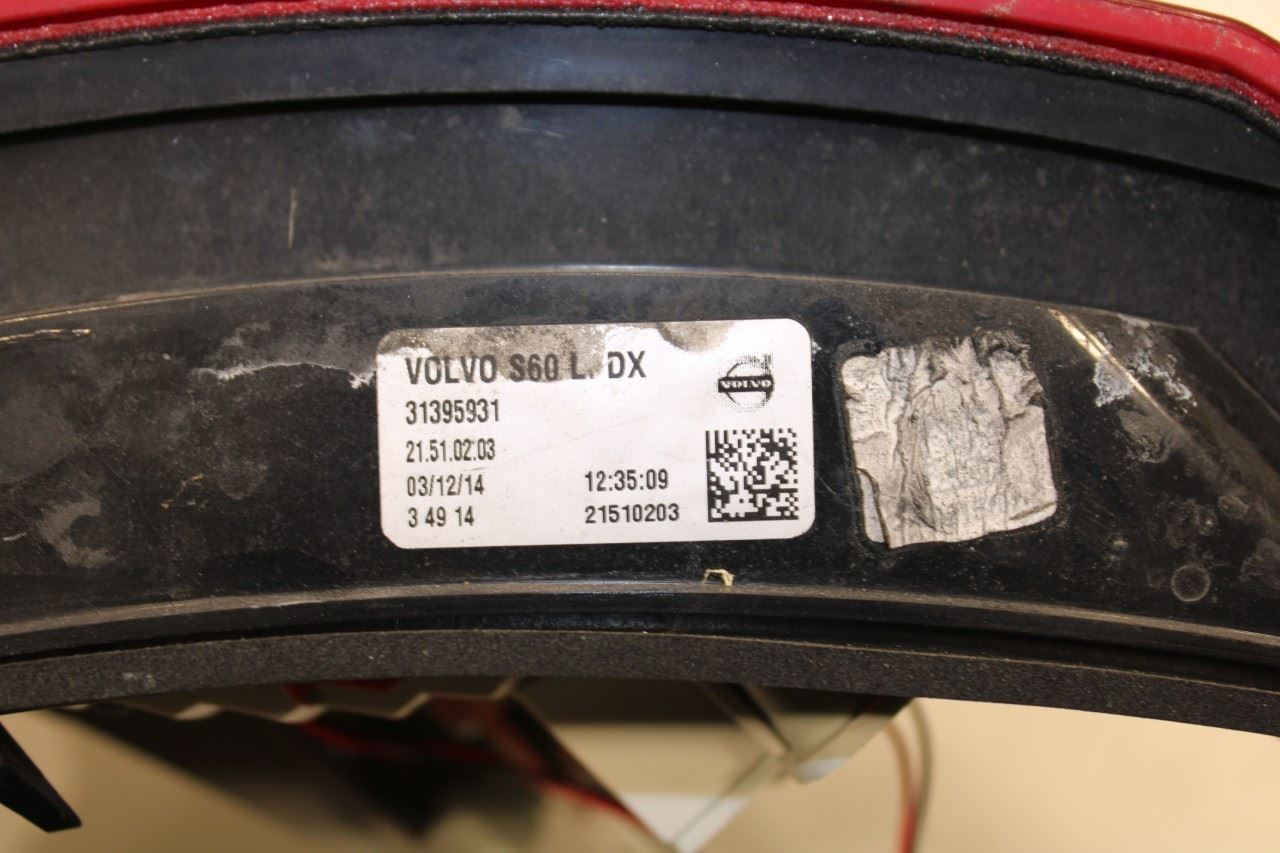 VOLVO S60 L. DX
VOLVO
31395931
21.51.02.03
03/12/14 12:35:09
3 49 14 21510203